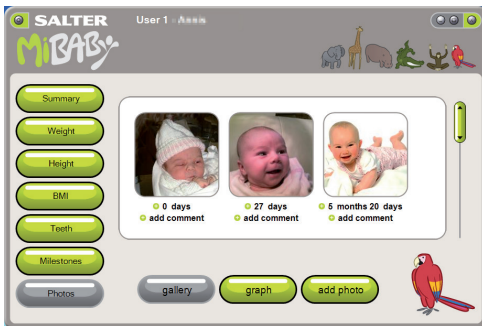 SALTER
User 1
MiBABy
Summary
Weight
Height
BMI
Teeth
Milestones
Photos
0 days
add comment
27 days
add comment
5 months 20 days
add comment
gallery
graph
add photo